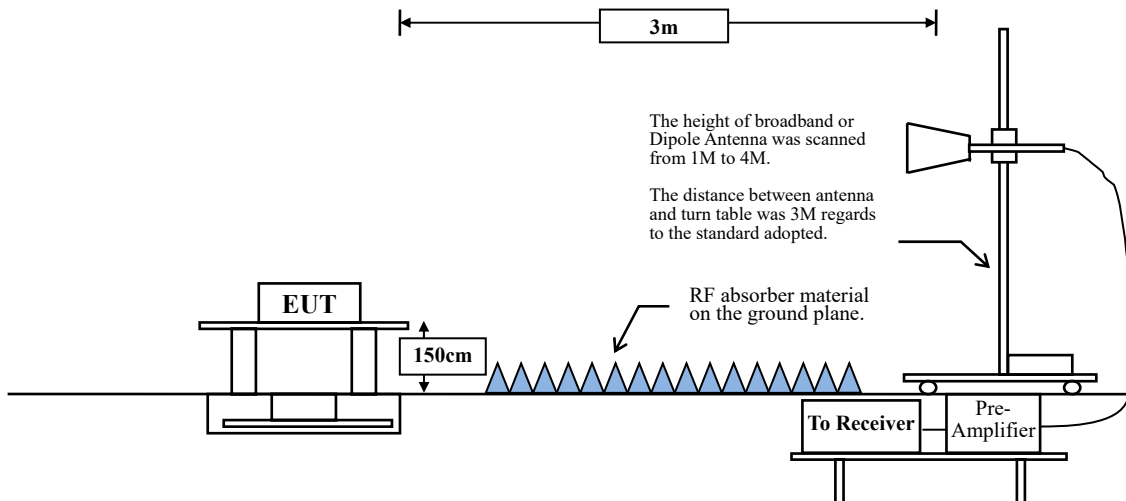 3m
The height of broadband or
Dipole Antenna was scanned
from 1M to 4M.
The distance between antenna
and turn table was 3M regards
to the standard adopted.
EUT
RF absorber material
on the ground plane.
150cm
To Receiver
Pre-
Amplifier